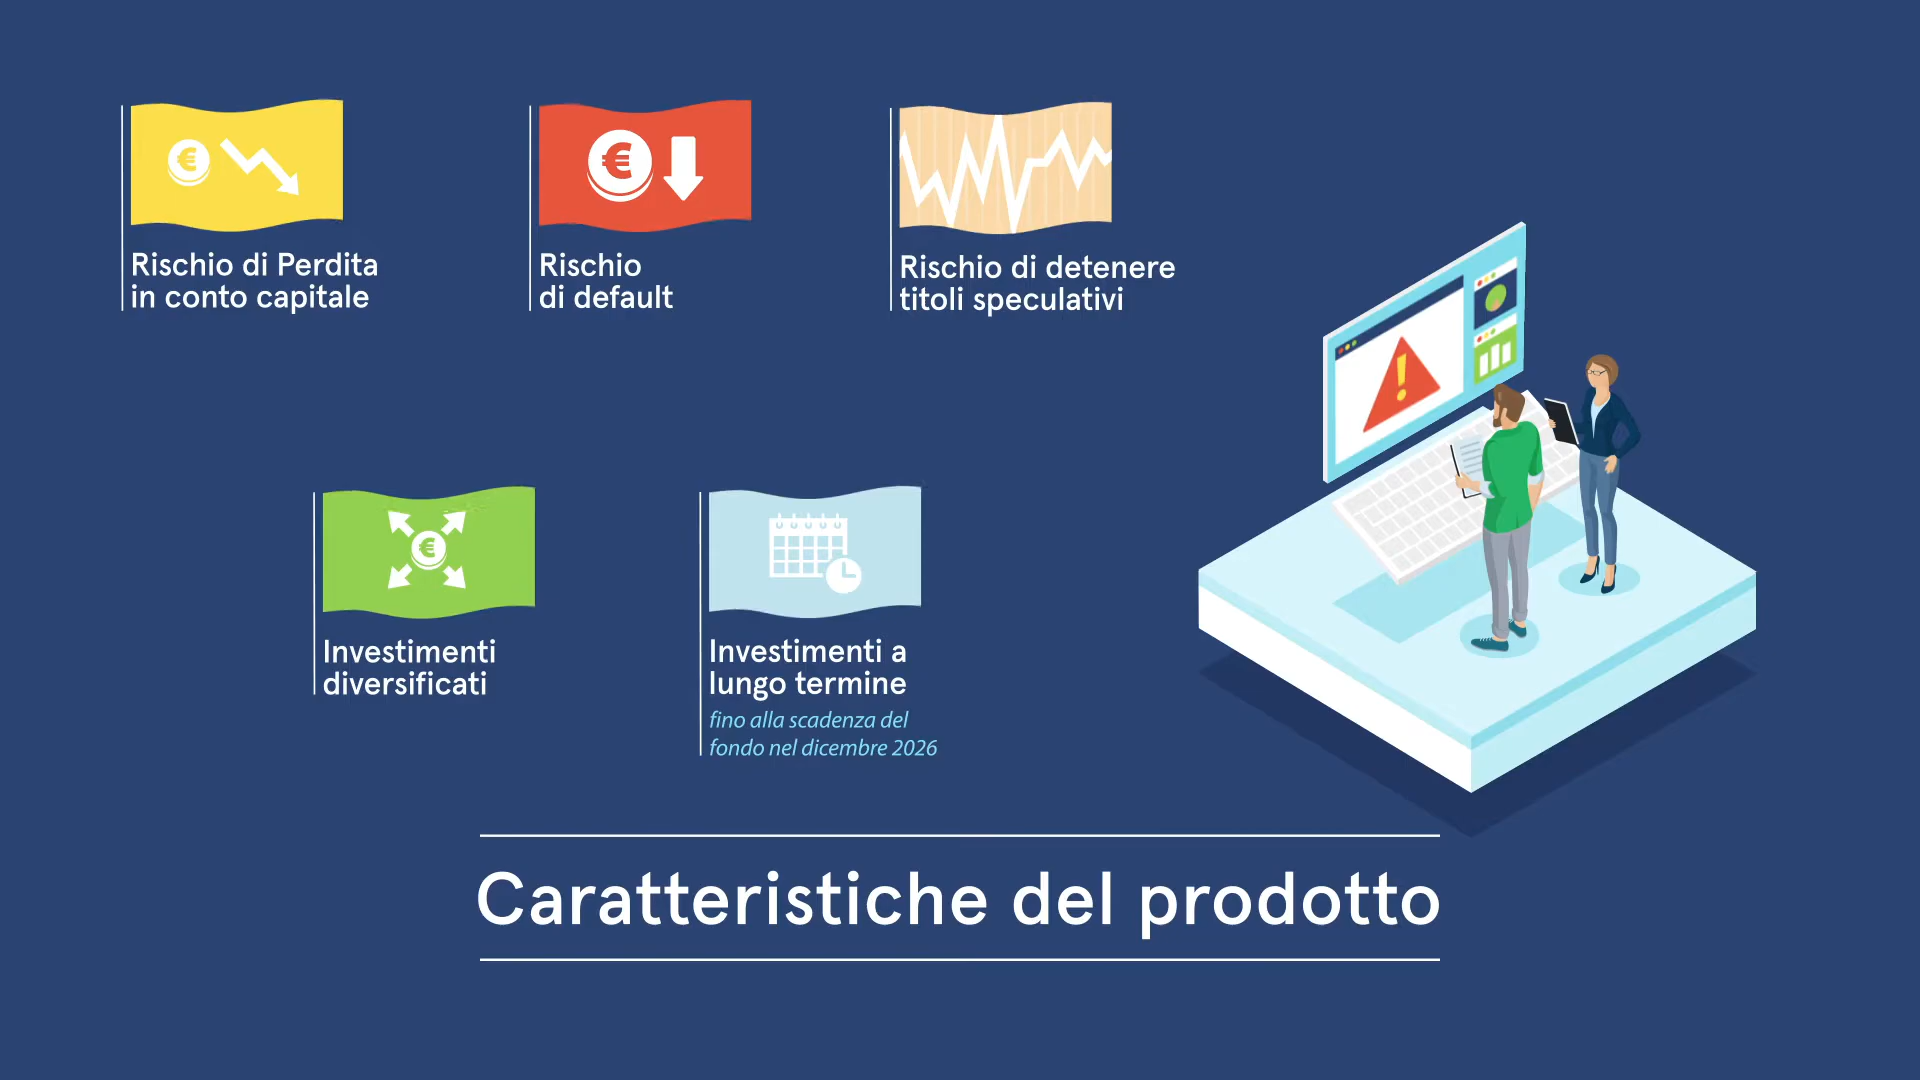 Rischio di Perdita
in conto capitale
Rischio
di default
Rischio di detenere
titoli speculativi
Investimenti
diversificati
Investimenti a
lungo termine
fino alla scadenza del
fondo nel dicembre 2026
Caratteristiche del prodotto